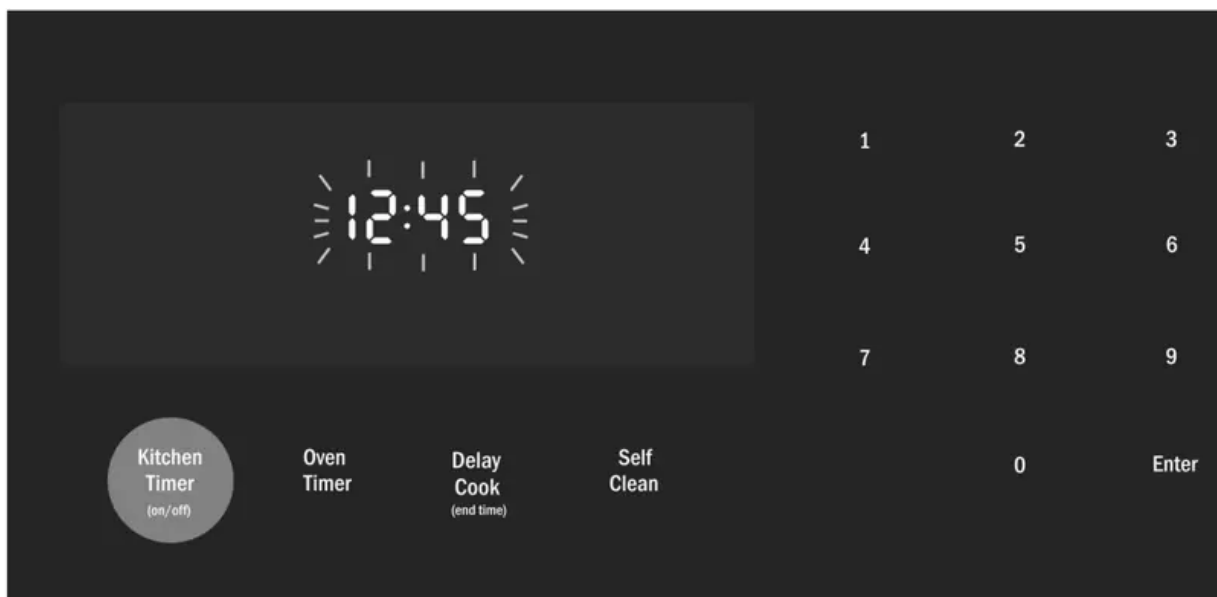 12:45
1 2 3
4 5 6
7 8 9
Kitchen
Timer
(on/off)
Oven
Timer
Delay
Cook
(end time)
Self
Clean
0 Enter